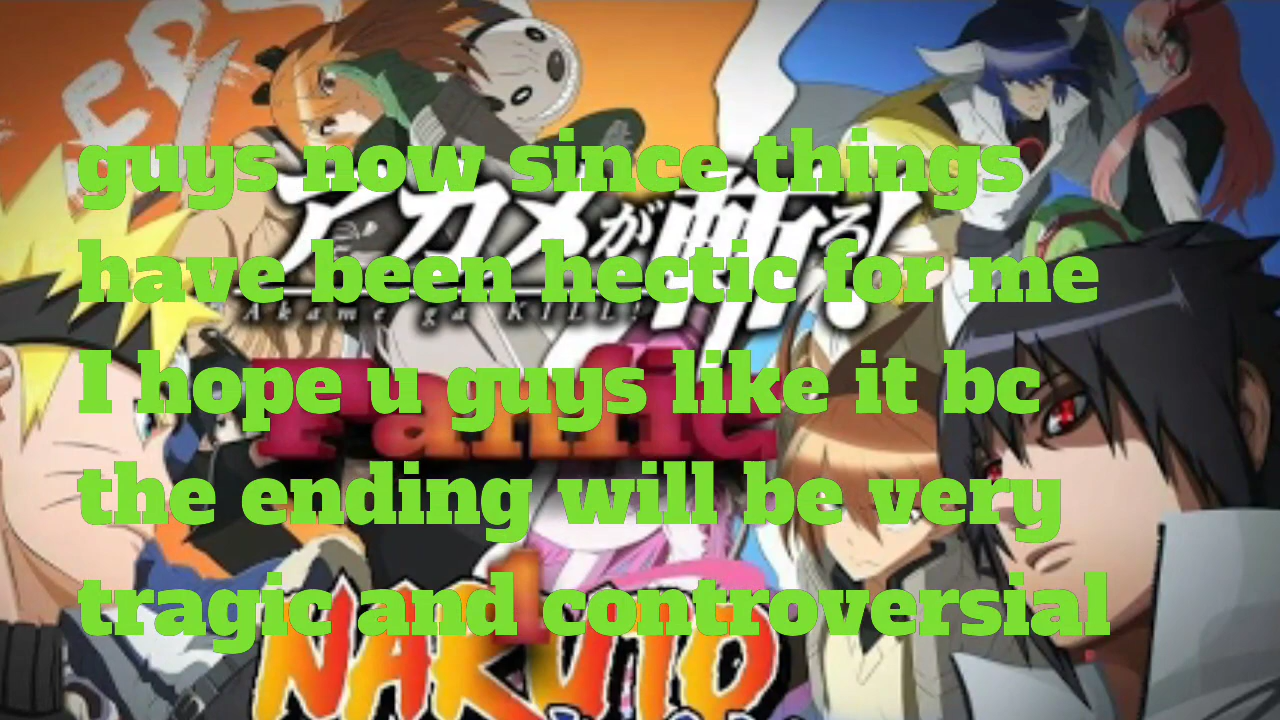 guys now since things
アカメが斬る!
have been hectic for me
Akame ga KILL!
I hope u guys like it bc
Fanfic
the ending will be very
tragic and controversial
NARUTO